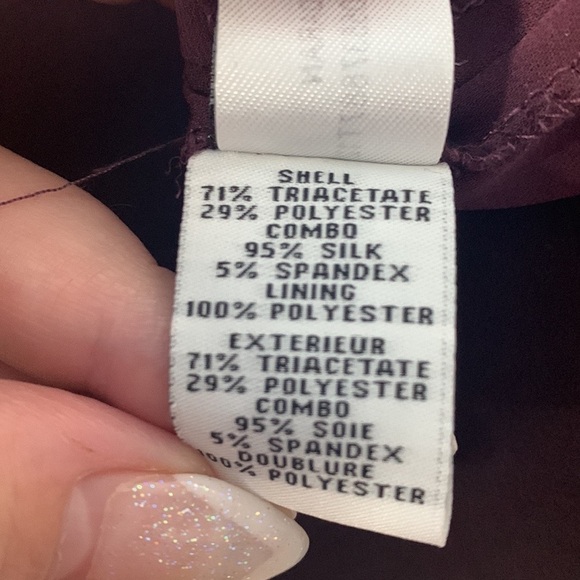 SHELL
71% TRIACETATE
29% POLYESTER
COMBO
95% SILK
5% SPANDEX
LINING
100% POLYESTER
EXTERIEUR
71% TRIACETATE
29% POLYESTER
COMBO
95% SOIE
5% SPANDEX
DOUBLURE
100% POLYESTER